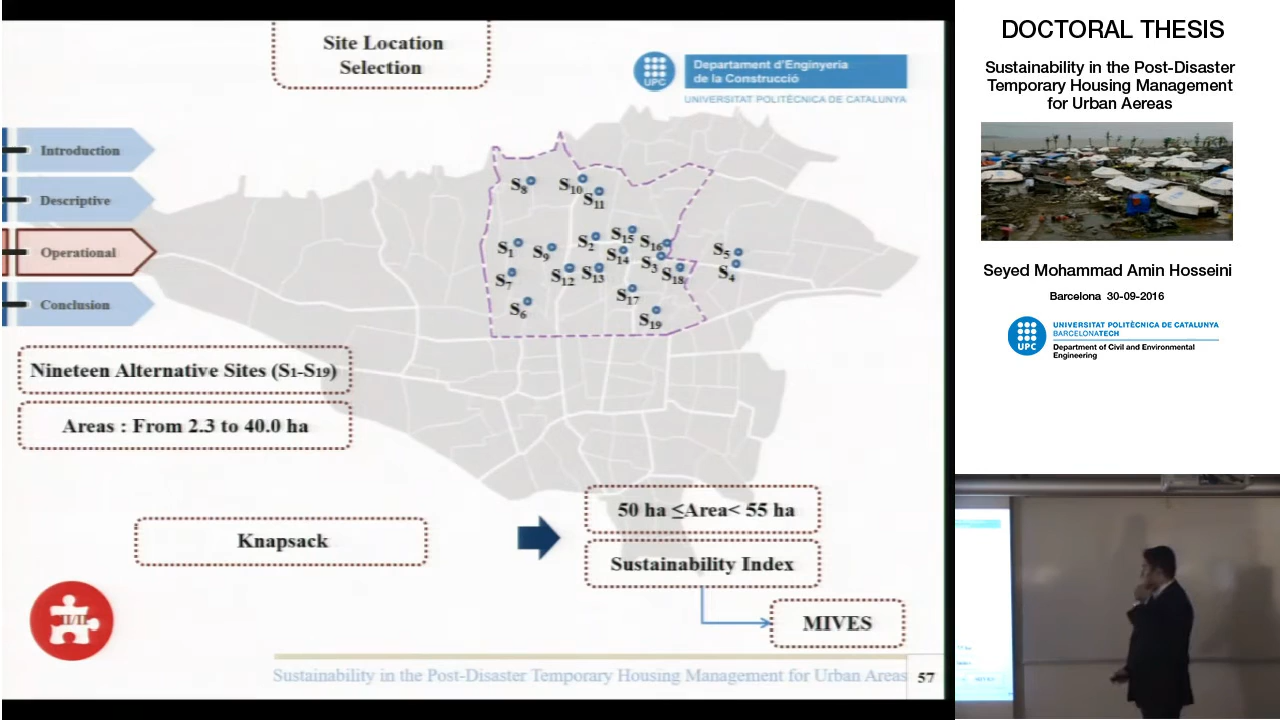 Site Location
Selection
UPC
Departament d'Enginyeria
de la Construcció
UNIVERSITAT POLITÈCNICA DE CATALUNYA
Introduction
Descriptive
Operational
Conclusion
S8
S10
S11
S1
S9
S2
S15
S16
S14
S3
S5
S4
S7
S12
S13
S18
S6
S17
S19
Nineteen Alternative Sites (S1-S19)
Areas : From 2.3 to 40.0 ha
Knapsack
50 ha ≤Area< 55 ha
Sustainability Index
MIVES
Sustainability in the Post-Disaster Temporary Housing Management for Urban Areas
57
DOCTORAL THESIS
Sustainability in the Post-Disaster
Temporary Housing Management
for Urban Aereas
Seyed Mohammad Amin Hosseini
Barcelona 30-09-2016
UPC
UNIVERSITAT POLITÈCNICA DE CATALUNYA
BARCELONATECH
Department of Civil and Environmental
Engineering